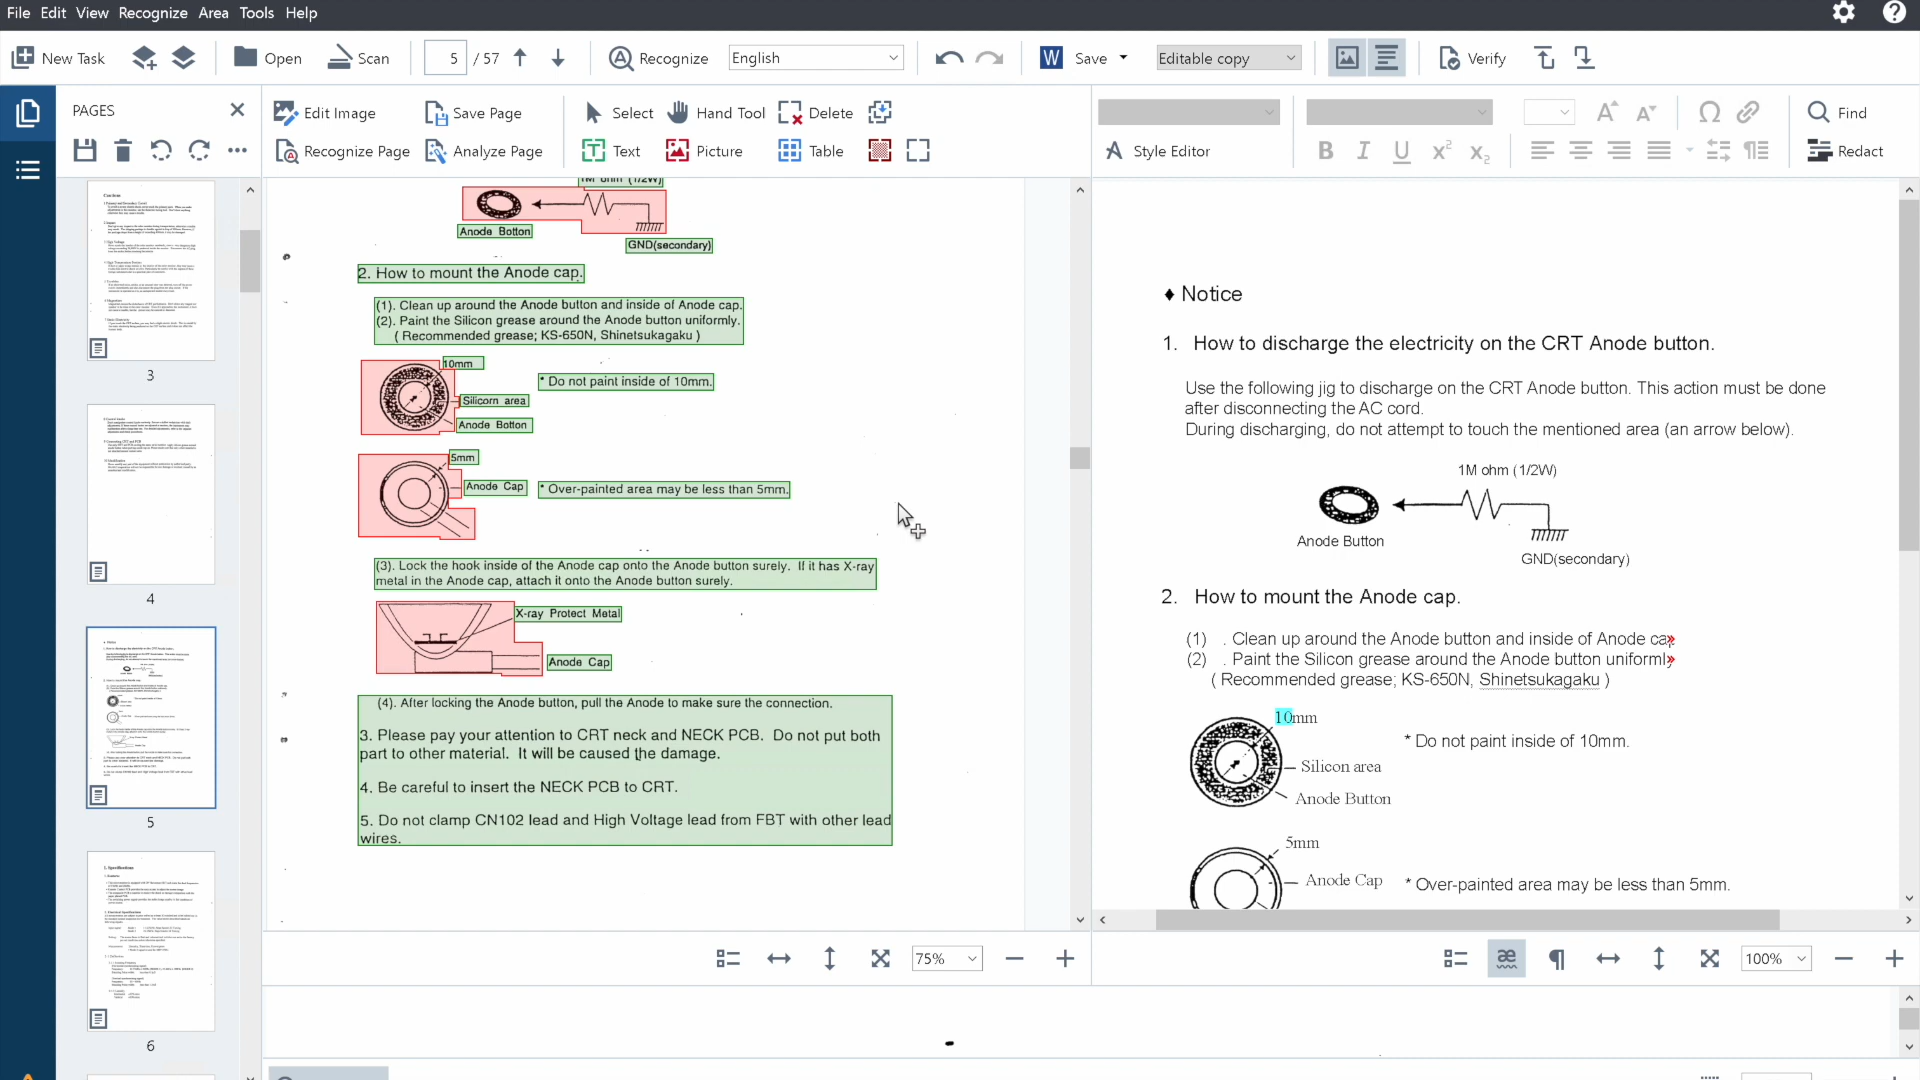 File Edit View Recognize Area Tools Help
New Task Open Scan 5 / 57 Recognize English Save Editable copy Verify
PAGES
Edit Image Save Page Select Hand Tool Delete
Recognize Page Analyze Page Text Picture Table
Style Editor
Find
Redact
3
4
5
6
1M ohm (1/2W)
Anode Botton
GND(secondary)
2. How to mount the Anode cap.
(1). Clean up around the Anode button and inside of Anode cap.
(2). Paint the Silicon grease around the Anode button uniformly.
( Recommended grease; KS-650N, Shinetsukagaku )
10mm
* Do not paint inside of 10mm.
Silicorn area
Anode Botton
5mm
Anode Cap
* Over-painted area may be less than 5mm.
(3). Lock the hook inside of the Anode cap onto the Anode button surely. If it has X-ray
metal in the Anode cap, attach it onto the Anode button surely.
X-ray Protect Metal
Anode Cap
(4). After locking the Anode button, pull the Anode to make sure the connection.
3. Please pay your attention to CRT neck and NECK PCB. Do not put both
part to other material. It will be caused the damage.
4. Be careful to insert the NECK PCB to CRT.
5. Do not clamp CN102 lead and High Voltage lead from FBT with other lead
wires.
75%
♦ Notice
1. How to discharge the electricity on the CRT Anode button.
Use the following jig to discharge on the CRT Anode button. This action must be done
after disconnecting the AC cord.
During discharging, do not attempt to touch the mentioned area (an arrow below).
1M ohm (1/2W)
Anode Button
GND(secondary)
2. How to mount the Anode cap.
(1) . Clean up around the Anode button and inside of Anode ca
(2) . Paint the Silicon grease around the Anode button uniformly
( Recommended grease; KS-650N, Shinetsukagaku )
10mm
* Do not paint inside of 10mm.
Silicon area
Anode Button
5mm
Anode Cap
* Over-painted area may be less than 5mm.
100%